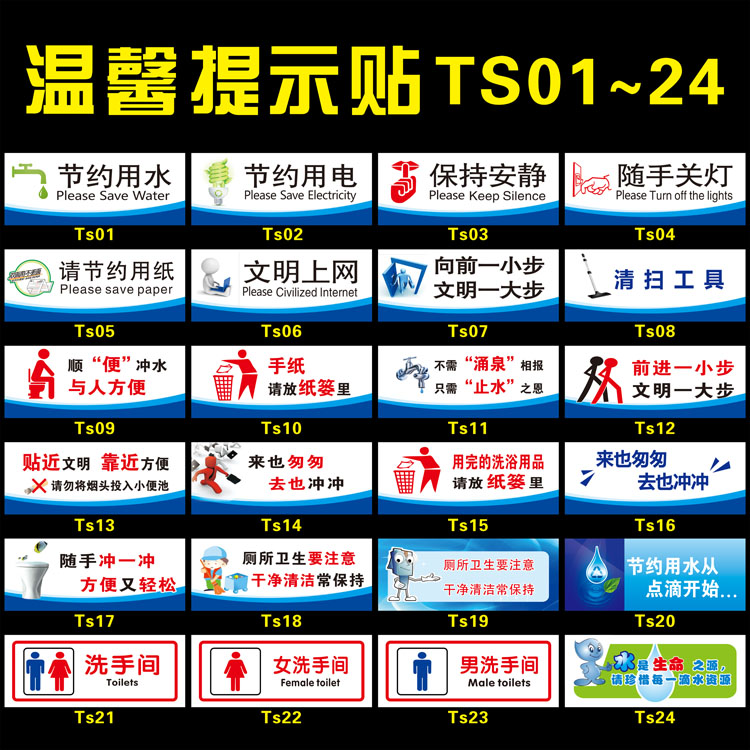 温馨提示贴 TS01~24
节约用水
Please Save Water
Ts01
节约用电
Please Save Electricity
Ts02
保持安静
Please Keep Silence
Ts03
随手关灯
Please Turn off the lights
Ts04
请节约用纸
Please save paper
Ts05
文明上网
Please Civilized Internet
Ts06
向前一小步
文明一大步
Ts07
清扫工具
Ts08
顺“便”冲水
与人方便
Ts09
手纸
请放纸篓里
Ts10
不需“涌泉”相报
只需“止水”之恩
Ts11
前进一小步
文明一大步
Ts12
贴近文明 靠近方便
请勿将烟头投入小便池
Ts13
来也匆匆
去也冲冲
Ts14
用完的洗浴用品
请放纸篓里
Ts15
来也匆匆
去也冲冲
Ts16
随手冲一冲
方便又轻松
Ts17
厕所卫生要注意
干净清洁常保持
Ts18
厕所卫生要注意
干净清洁常保持
Ts19
节约用水从
点滴开始...
Ts20
洗手间
Toilets
Ts21
女洗手间
Female toilet
Ts22
男洗手间
Male toilets
Ts23
水是生命之源,
请珍惜每一滴水资源
Ts24